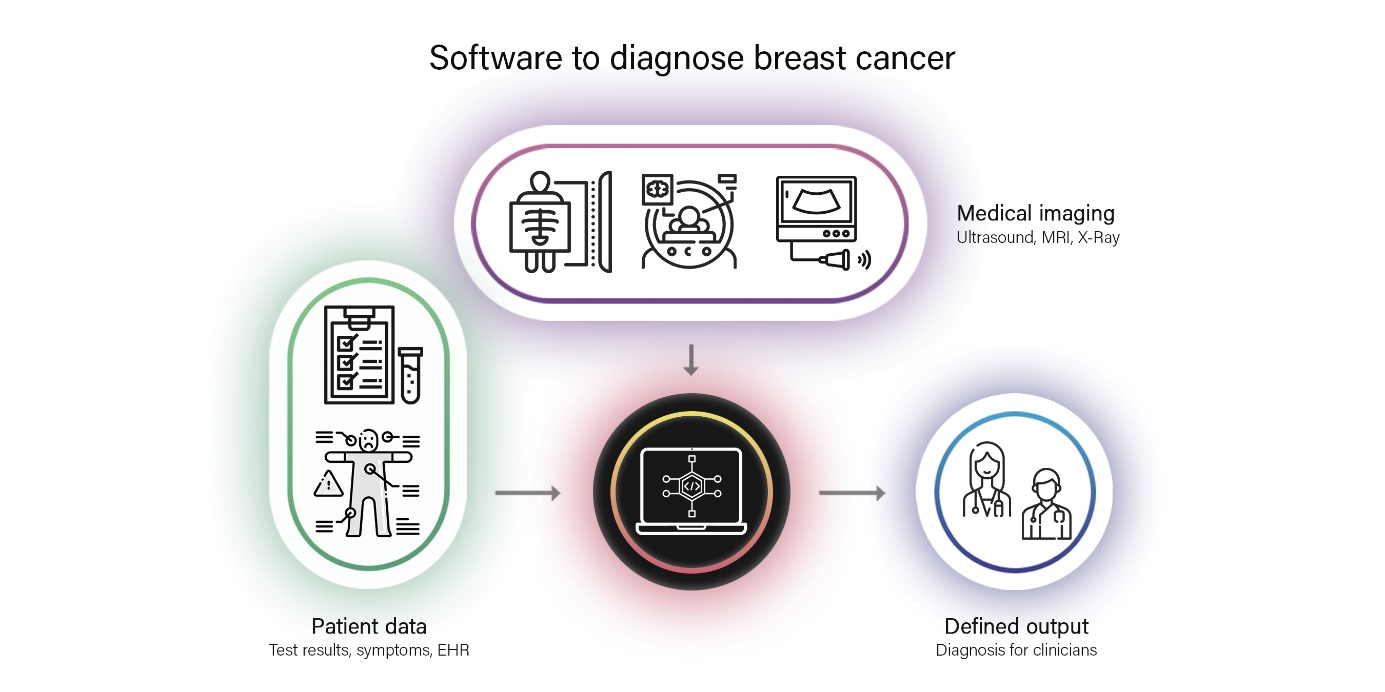 Software to diagnose breast cancer
Medical imaging
Ultrasound, MRI, X-Ray
</>
Patient data
Test results, symptoms, EHR
Defined output
Diagnosis for clinicians